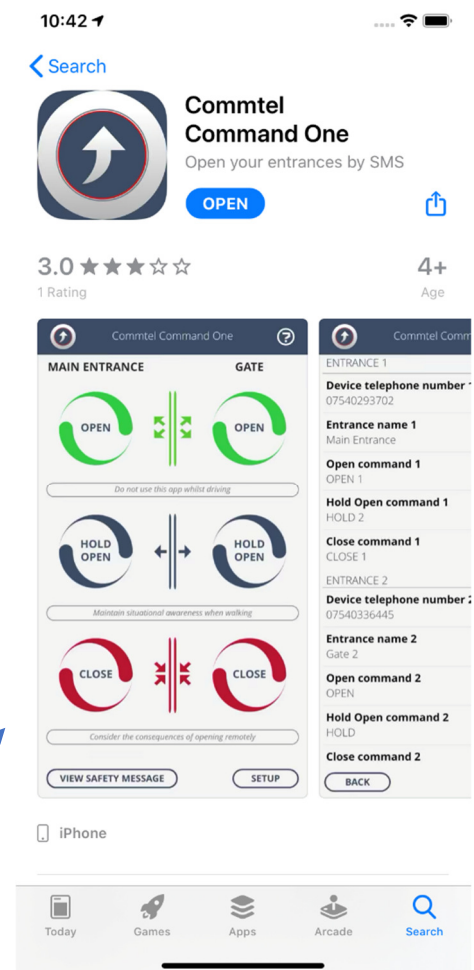 10:42
Search
Commtel
Command One
Open your entrances by SMS
OPEN
3.0
4+
1 Rating
Age
Commtel Command One
?
MAIN ENTRANCE
GATE
OPEN
OPEN
Do not use this app whilst driving
HOLD
OPEN
HOLD
OPEN
Maintain situational awareness when walking
CLOSE
CLOSE
Consider the consequences of opening remotely
VIEW SAFETY MESSAGE
SETUP
Commtel Comm
ENTRANCE 1
Device telephone number
07540293702
Entrance name 1
Main Entrance
Open command 1
OPEN 1
Hold Open command 1
HOLD 2
Close command 1
CLOSE 1
ENTRANCE 2
Device telephone number 2
07540336445
Entrance name 2
Gate 2
Open command 2
OPEN
Hold Open command 2
HOLD
Close command 2
BACK
iPhone
Today
Games
Apps
Arcade
Search